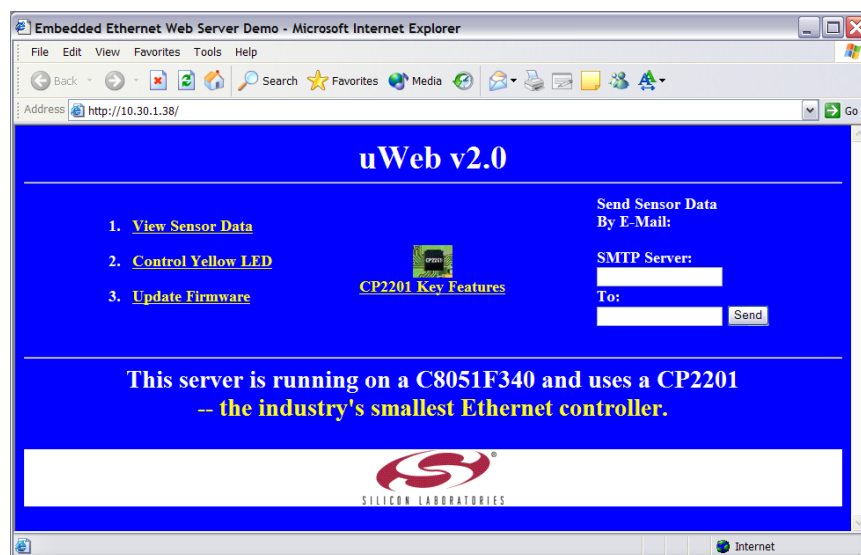 Embedded Ethernet Web Server Demo - Microsoft Internet Explorer
File Edit View Favorites Tools Help
Back Search Favorites Media
Address http://10.30.1.38/ Go
uWeb v2.0
1. View Sensor Data
2. Control Yellow LED
3. Update Firmware
CP2201
CP2201 Key Features
Send Sensor Data
By E-Mail:
SMTP Server:
To:
Send
This server is running on a C8051F340 and uses a CP2201
-- the industry's smallest Ethernet controller.
®
SILICON LABORATORIES
Internet